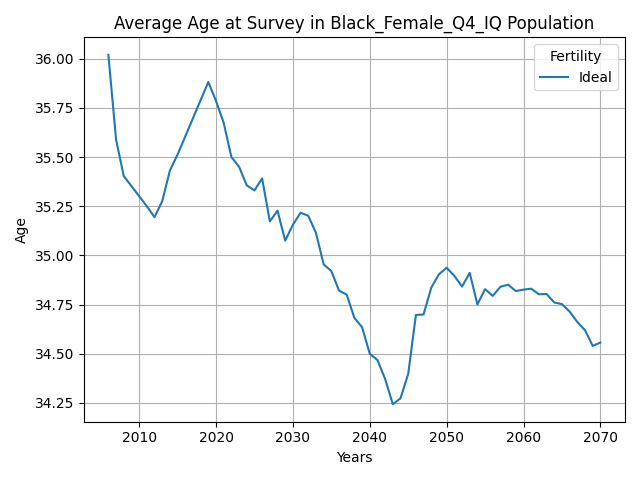 Average Age at Survey in Black_Female_Q4_IQ Population
Fertility
Ideal
36.00
35.75
35.50
35.25
35.00
34.75
34.50
34.25
Age
2010 2020 2030 2040 2050 2060 2070
Years